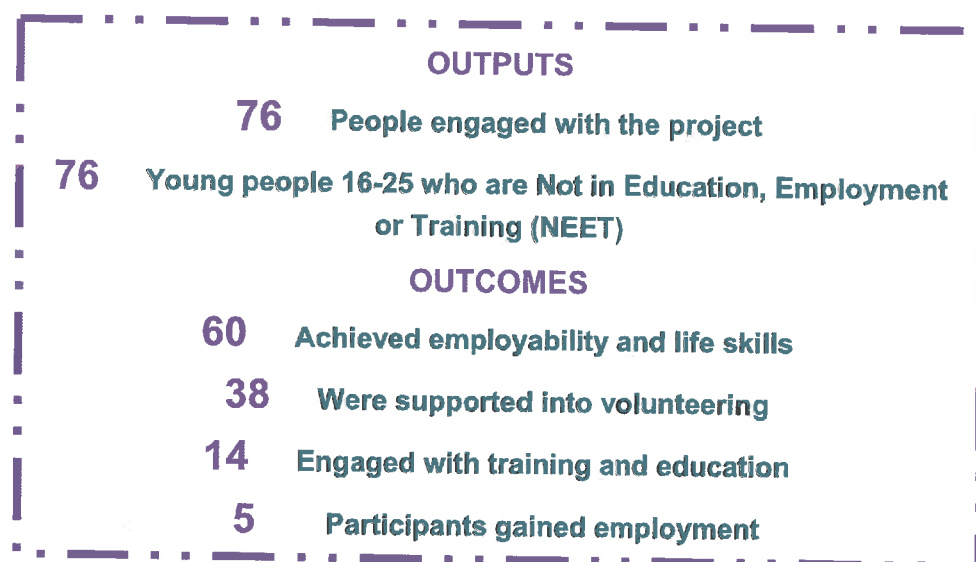 OUTPUTS
76 People engaged with the project
76 Young people 16-25 who are Not in Education, Employment
or Training (NEET)
OUTCOMES
60 Achieved employability and life skills
38 Were supported into volunteering
14 Engaged with training and education
5 Participants gained employment